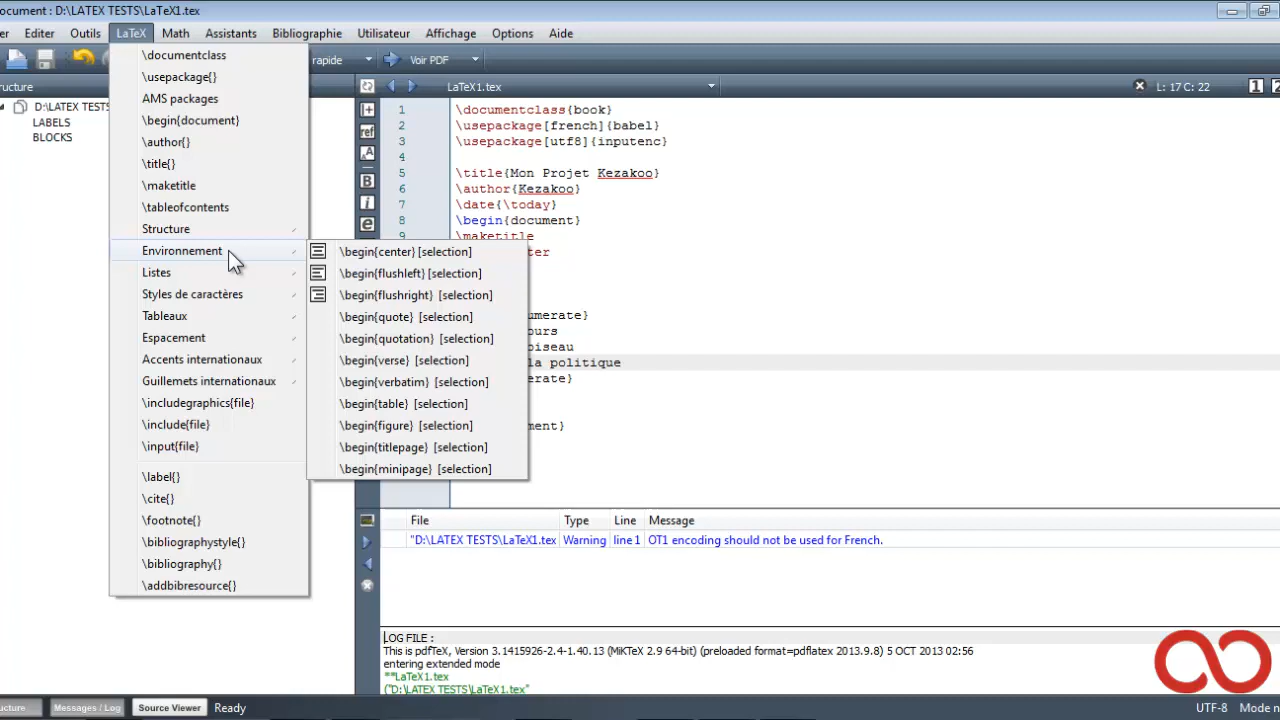 ocument : D:\LATEX TESTS\LaTeX1.tex
er Editer Outils LaTeX Math Assistants Bibliographie Utilisateur Affichage Options Aide
rapide Voir PDF
ructure
LaTeX1.tex
L: 17 C: 22
1
2
D:\LATEX TESTS
LABELS
BLOCKS
\documentclass
\usepackage{}
AMS packages
\begin{document}
\author{}
\title{}
\maketitle
\tableofcontents
Structure
Environnement
Listes
Styles de caractères
Tableaux
Espacement
Accents internationaux
Guillemets internationaux
\includegraphics{file}
\include{file}
\input{file}
\label{}
\cite{}
\footnote{}
\bibliographystyle{}
\bibliography{}
\addbibresource{}
\begin{center} [selection]
\begin{flushleft} [selection]
\begin{flushright} [selection]
\begin{quote} [selection]
\begin{quotation} [selection]
\begin{verse} [selection]
\begin{verbatim} [selection]
\begin{table} [selection]
\begin{figure} [selection]
\begin{titlepage} [selection]
\begin{minipage} [selection]
ref
B
i
e
1 \documentclass{book}
2 \usepackage[french]{babel}
3 \usepackage[utf8]{inputenc}
4
5 \title{Mon Projet Kezakoo}
6 \author{Kezakoo}
7 \date{\today}
8 \begin{document}
9 \maketitle
ter
umerate}
ours
oiseau
la politique
erate}
ment}
File Type Line Message
"D:\LATEX TESTS\LaTeX1.tex Warning line 1 OT1 encoding should not be used for French.
LOG FILE :
This is pdfTeX, Version 3.1415926-2.4-1.40.13 (MiKTeX 2.9 64-bit) (preloaded format=pdflatex 2013.9.8) 5 OCT 2013 02:56
entering extended mode
**LaTeX1.tex
("D:\LATEX TESTS\LaTeX1.tex"
ucture Messages / Log Source Viewer Ready
UTF-8 Mode n